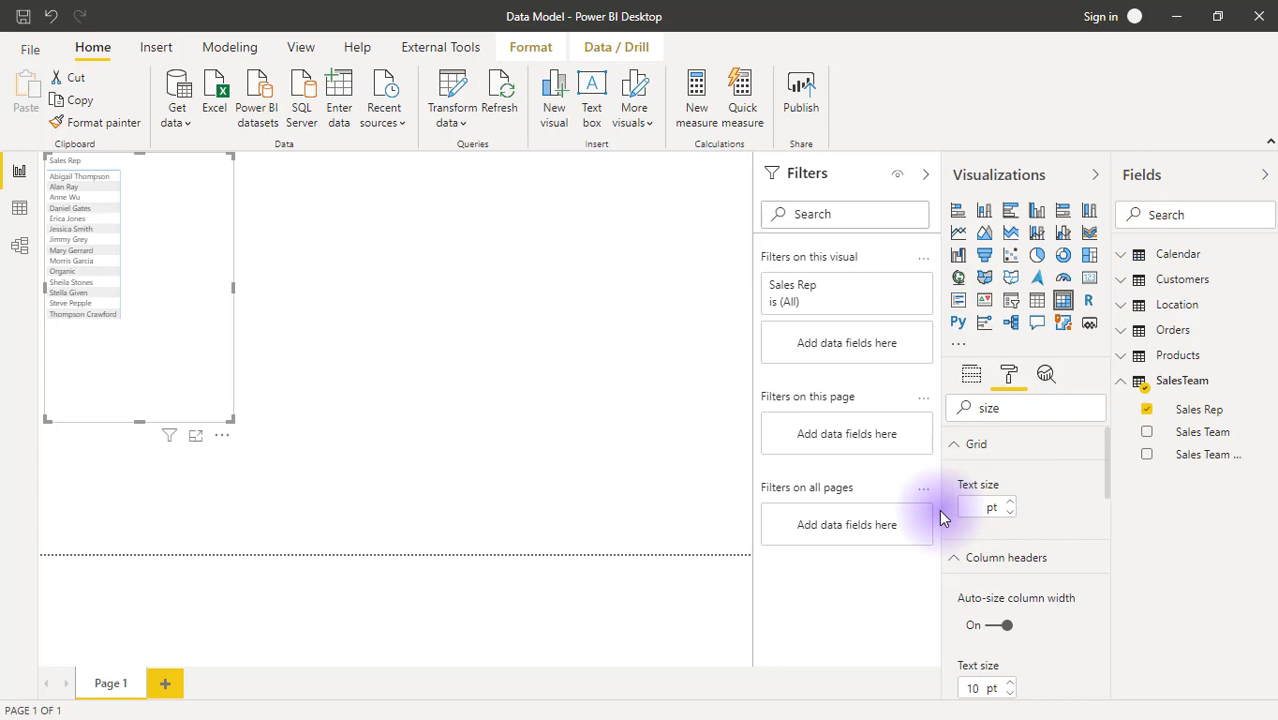 Data Model - Power BI Desktop
Sign in
File
Home
Insert
Modeling
View
Help
External Tools
Format
Data / Drill
Paste
Cut
Copy
Format painter
Clipboard
Get data
Excel
Power BI datasets
SQL Server
Enter data
Recent sources
Data
Transform data
Refresh
Queries
New visual
Text box
More visuals
Insert
New measure
Quick measure
Calculations
Publish
Share
Sales Rep
Abigail Thompson
Alan Ray
Anne Wu
Daniel Gates
Erica Jones
Jessica Smith
Jimmy Grey
Mary Gerrard
Morris Garcia
Organic
Sheila Stones
Stella Given
Steve Pepple
Thompson Crawford
Filters
Search
Filters on this visual
...
Sales Rep
is (All)
Add data fields here
Filters on this page
...
Add data fields here
Filters on all pages
...
Add data fields here
Visualizations
R
Py
...
size
Grid
Text size
pt
Column headers
Auto-size column width
On
Text size
10 pt
Fields
Search
Calendar
Customers
Location
Orders
Products
SalesTeam
Sales Rep
Sales Team
Sales Team ...
Page 1
PAGE 1 OF 1